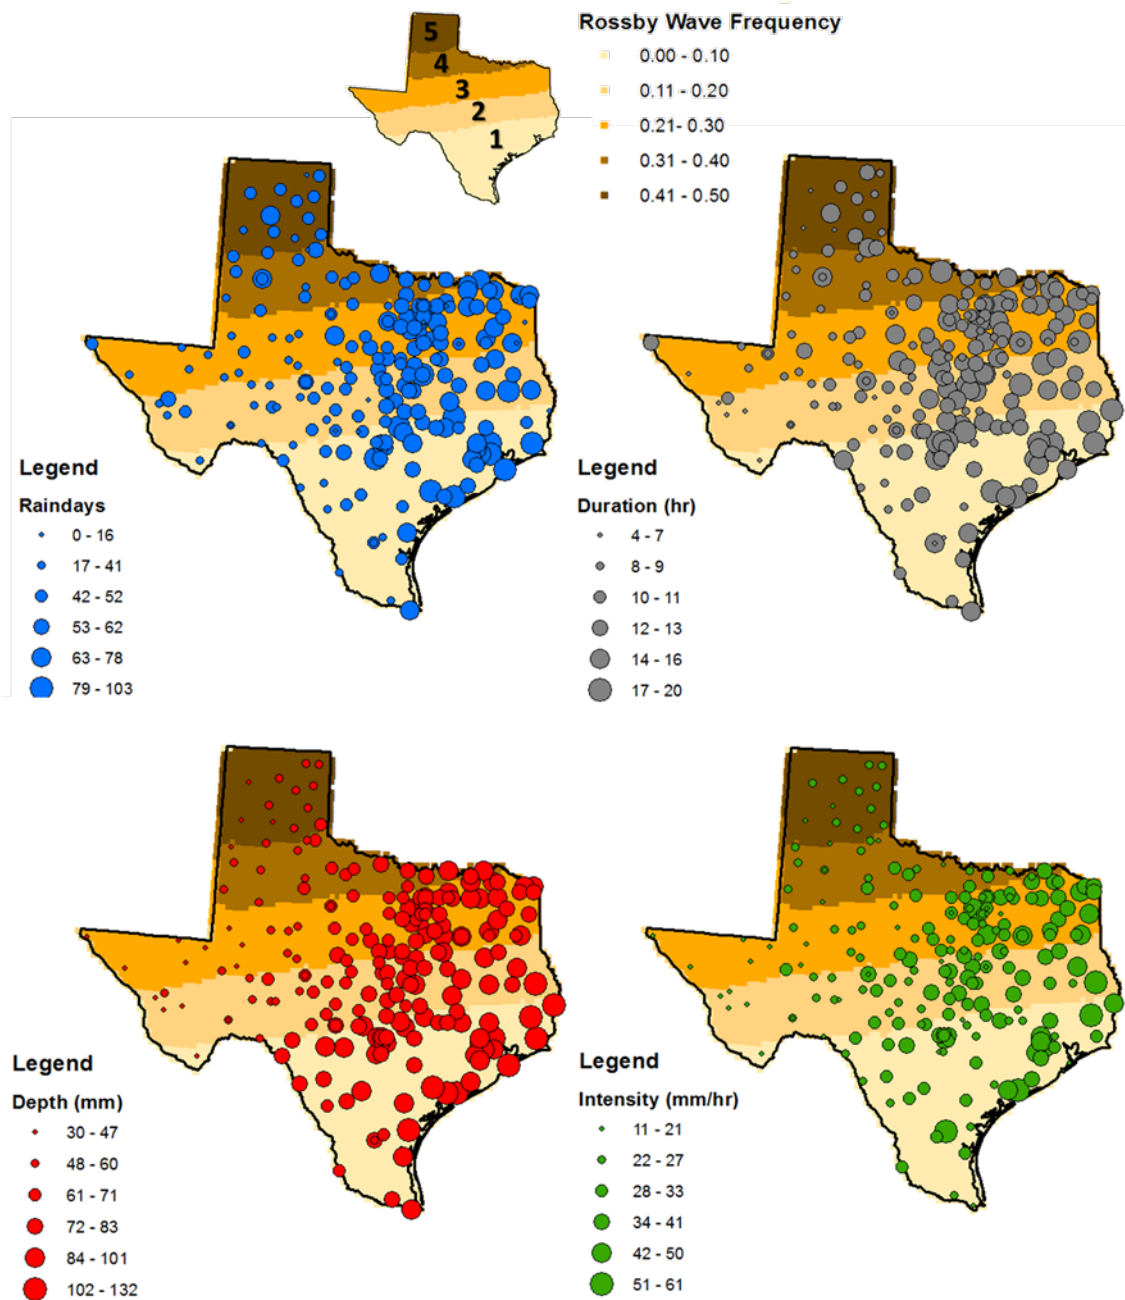 Rossby Wave Frequency
0.00 - 0.10
0.11 - 0.20
0.21- 0.30
0.31 - 0.40
0.41 - 0.50
5
4
3
2
1
Legend
Raindays
0 - 16
17 - 41
42 - 52
53 - 62
63 - 78
79 - 103
Legend
Duration (hr)
4 - 7
8 - 9
10 - 11
12 - 13
14 - 16
17 - 20
Legend
Depth (mm)
30 - 47
48 - 60
61 - 71
72 - 83
84 - 101
102 - 132
Legend
Intensity (mm/hr)
11 - 21
22 - 27
28 - 33
34 - 41
42 - 50
51 - 61